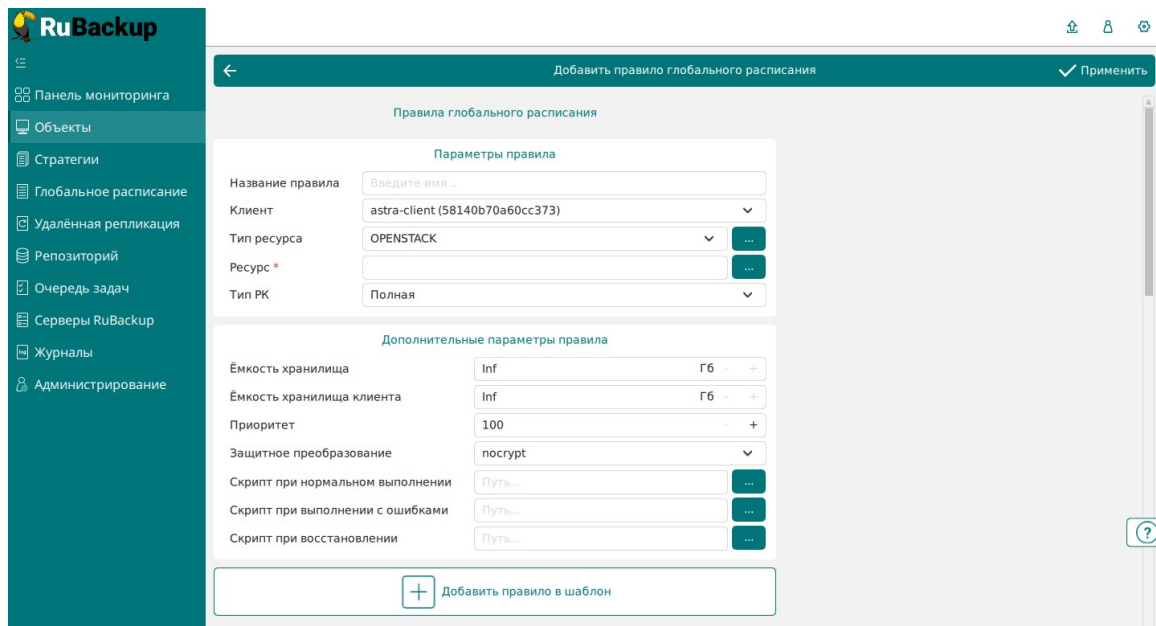 RuBackup
Панель мониторинга
Объекты
Стратегии
Глобальное расписание
Удалённая репликация
Репозиторий
Очередь задач
Серверы RuBackup
Журналы
Администрирование
Добавить правило глобального расписания
Применить
Правила глобального расписания
Параметры правила
Название правила Введите имя ..
Клиент astra-client (58140b70a60cc373)
Тип ресурса OPENSTACK ...
Ресурс * ...
Тип РК Полная
Дополнительные параметры правила
Ёмкость хранилища Inf Гб - +
Ёмкость хранилища клиента Inf Гб - +
Приоритет 100 - +
Защитное преобразование nocrypt
Скрипт при нормальном выполнении Путь... ...
Скрипт при выполнении с ошибками Путь... ...
Скрипт при восстановлении Путь... ...
Добавить правило в шаблон
?